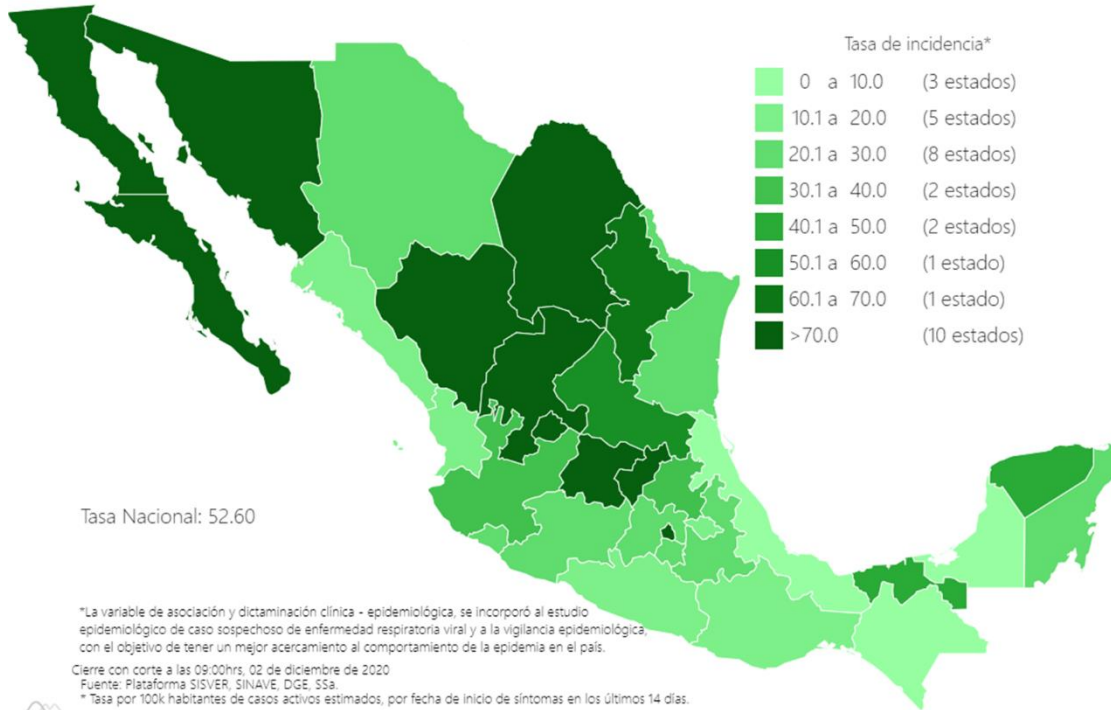 Tasa de incidencia*
0 a 10.0 (3 estados)
10.1 a 20.0 (5 estados)
20.1 a 30.0 (8 estados)
30.1 a 40.0 (2 estados)
40.1 a 50.0 (2 estados)
50.1 a 60.0 (1 estado)
60.1 a 70.0 (1 estado)
>70.0 (10 estados)
Tasa Nacional: 52.60
*La variable de asociación y dictaminación clínica - epidemiológica, se incorporó al estudio
epidemiológico de caso sospechoso de enfermedad respiratoria viral y a la vigilancia epidemiológica,
con el objetivo de tener un mejor acercamiento al comportamiento de la epidemia en el país.
Cierre con corte a las 09:00hrs, 02 de diciembre de 2020
Fuente: Plataforma SISVER, SINAVE, DGE, SSa.
* Tasa por 100k habitantes de casos activos estimados, por fecha de inicio de síntomas en los últimos 14 días.